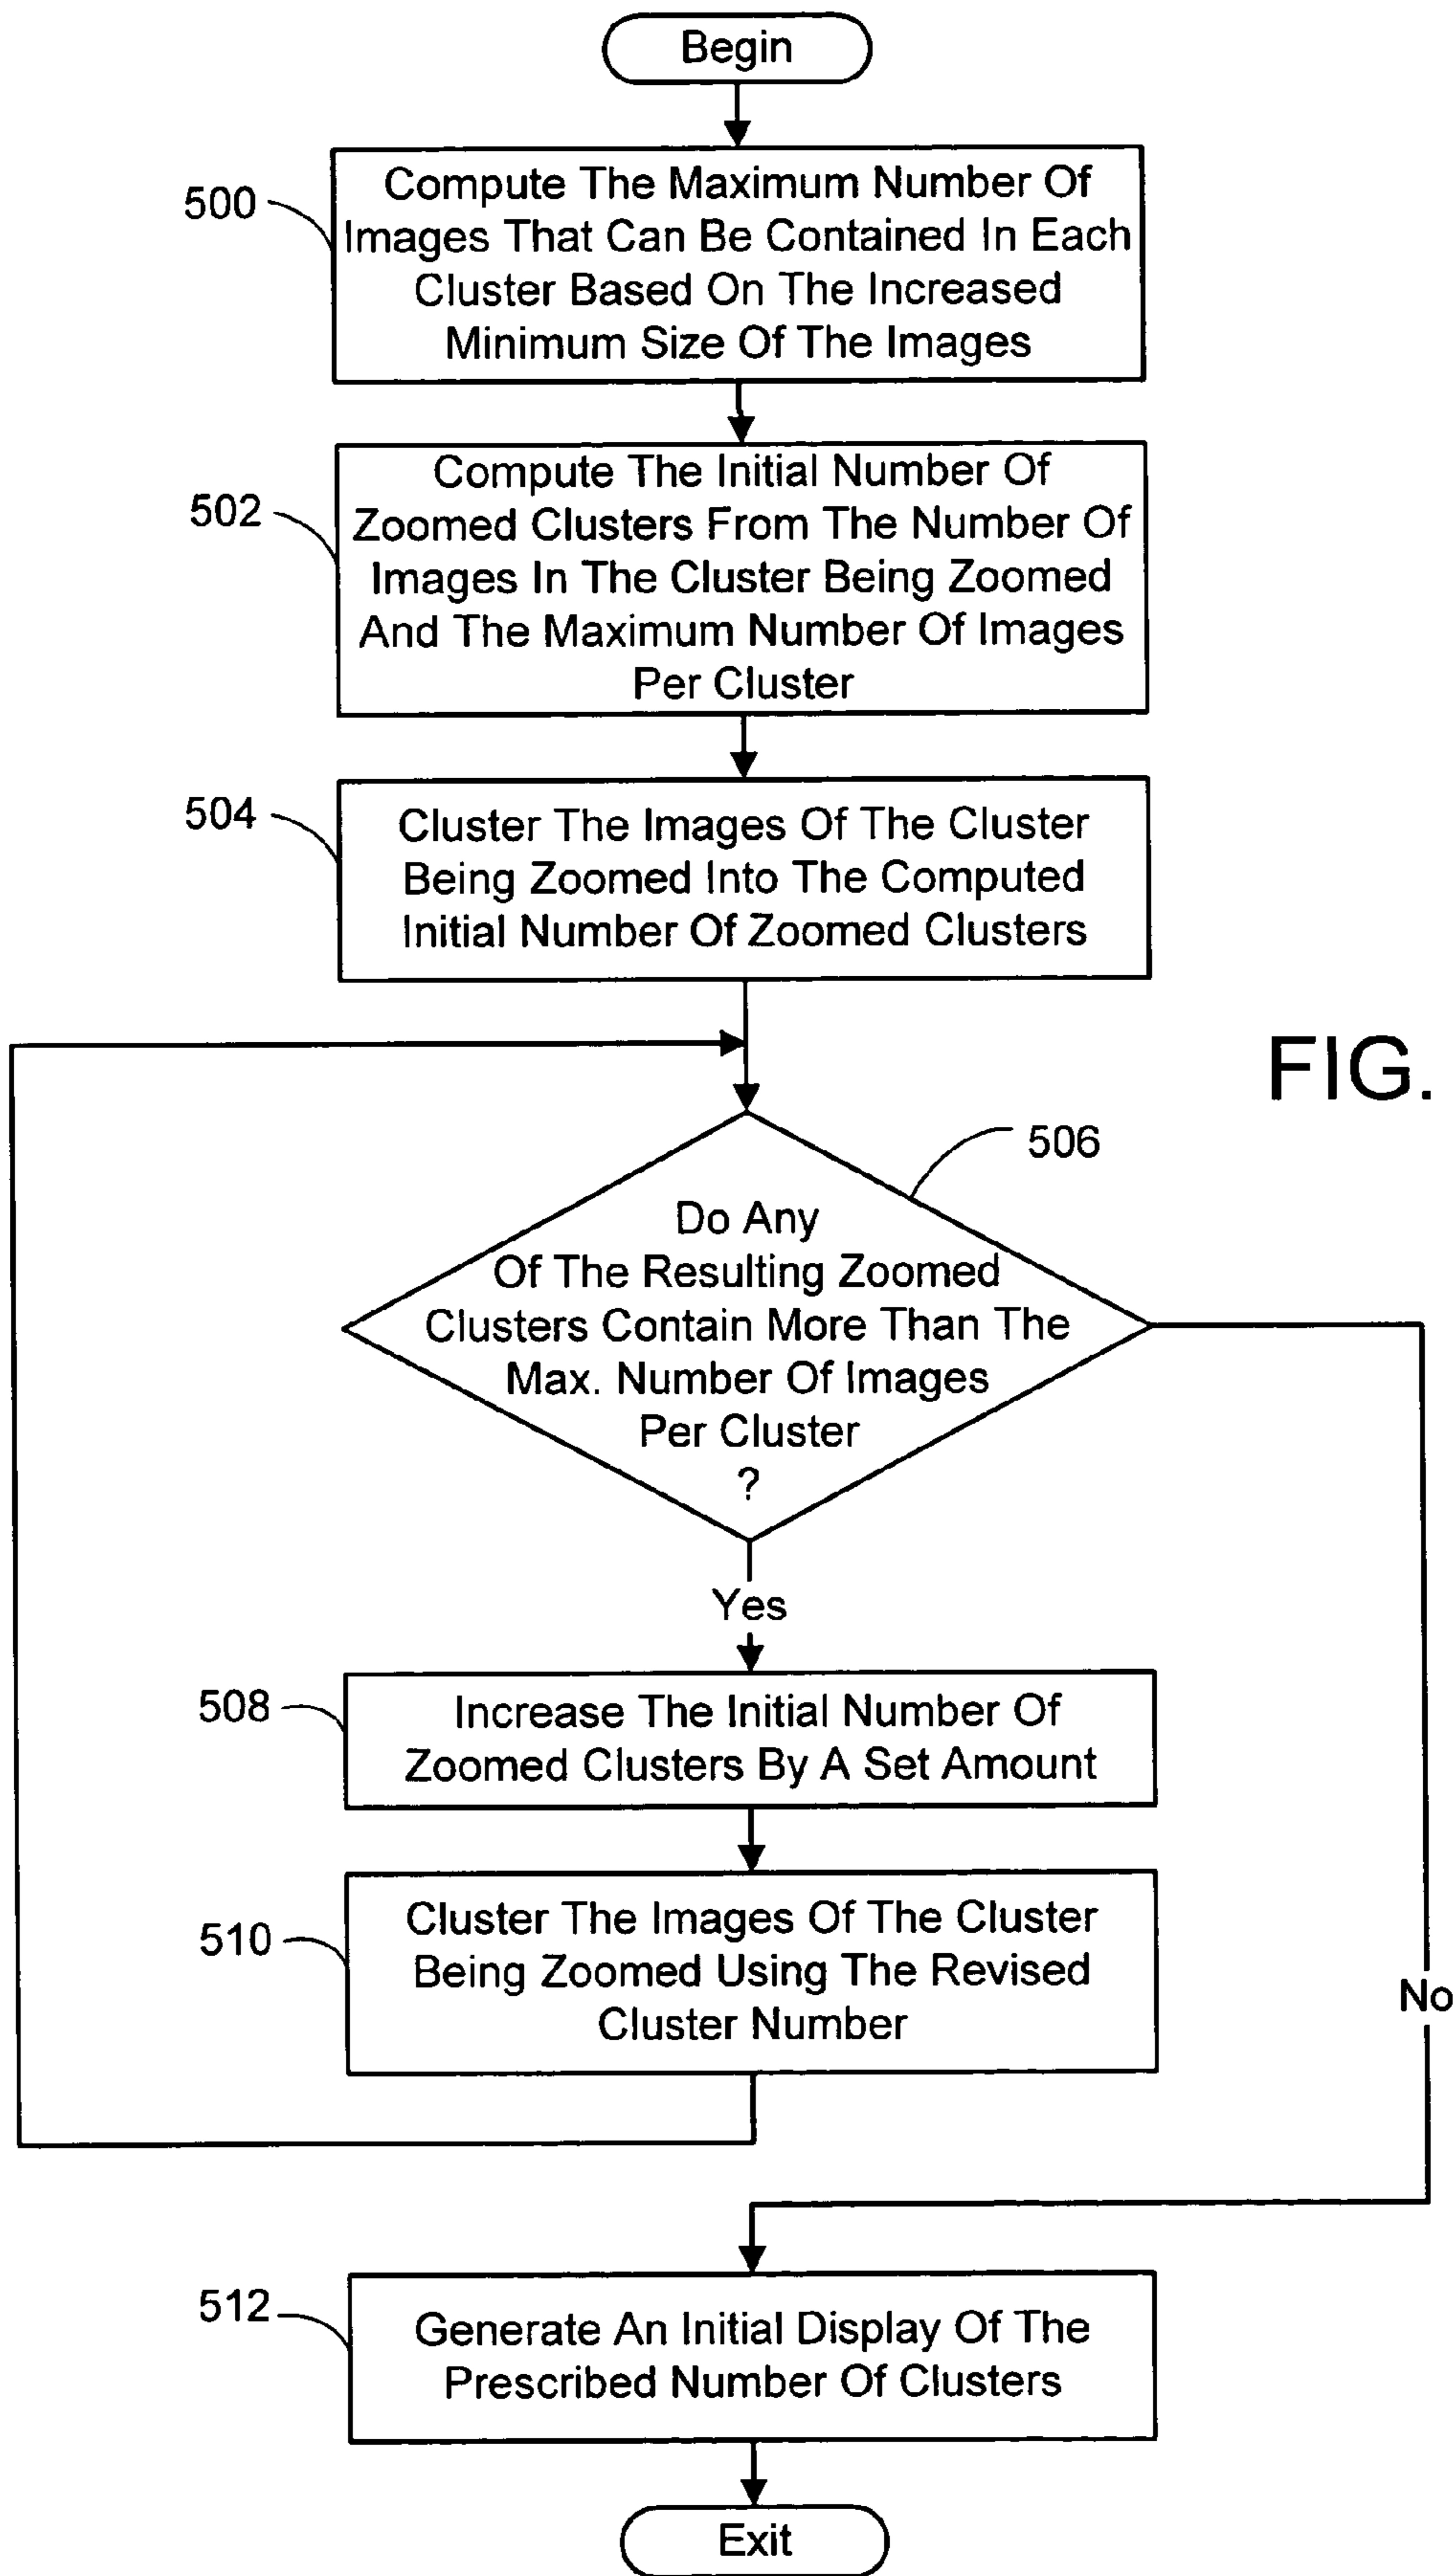 Begin
500
Compute The Maximum Number Of
Images That Can Be Contained In Each
Cluster Based On The Increased
Minimum Size Of The Images
502
Compute The Initial Number Of
Zoomed Clusters From The Number Of
Images In The Cluster Being Zoomed
And The Maximum Number Of Images
Per Cluster
504
Cluster The Images Of The Cluster
Being Zoomed Into The Computed
Initial Number Of Zoomed Clusters
FIG.
506
Do Any
Of The Resulting Zoomed
Clusters Contain More Than The
Max. Number Of Images
Per Cluster
?
Yes
508
Increase The Initial Number Of
Zoomed Clusters By A Set Amount
510
Cluster The Images Of The Cluster
Being Zoomed Using The Revised
Cluster Number
No
512
Generate An Initial Display Of The
Prescribed Number Of Clusters
Exit